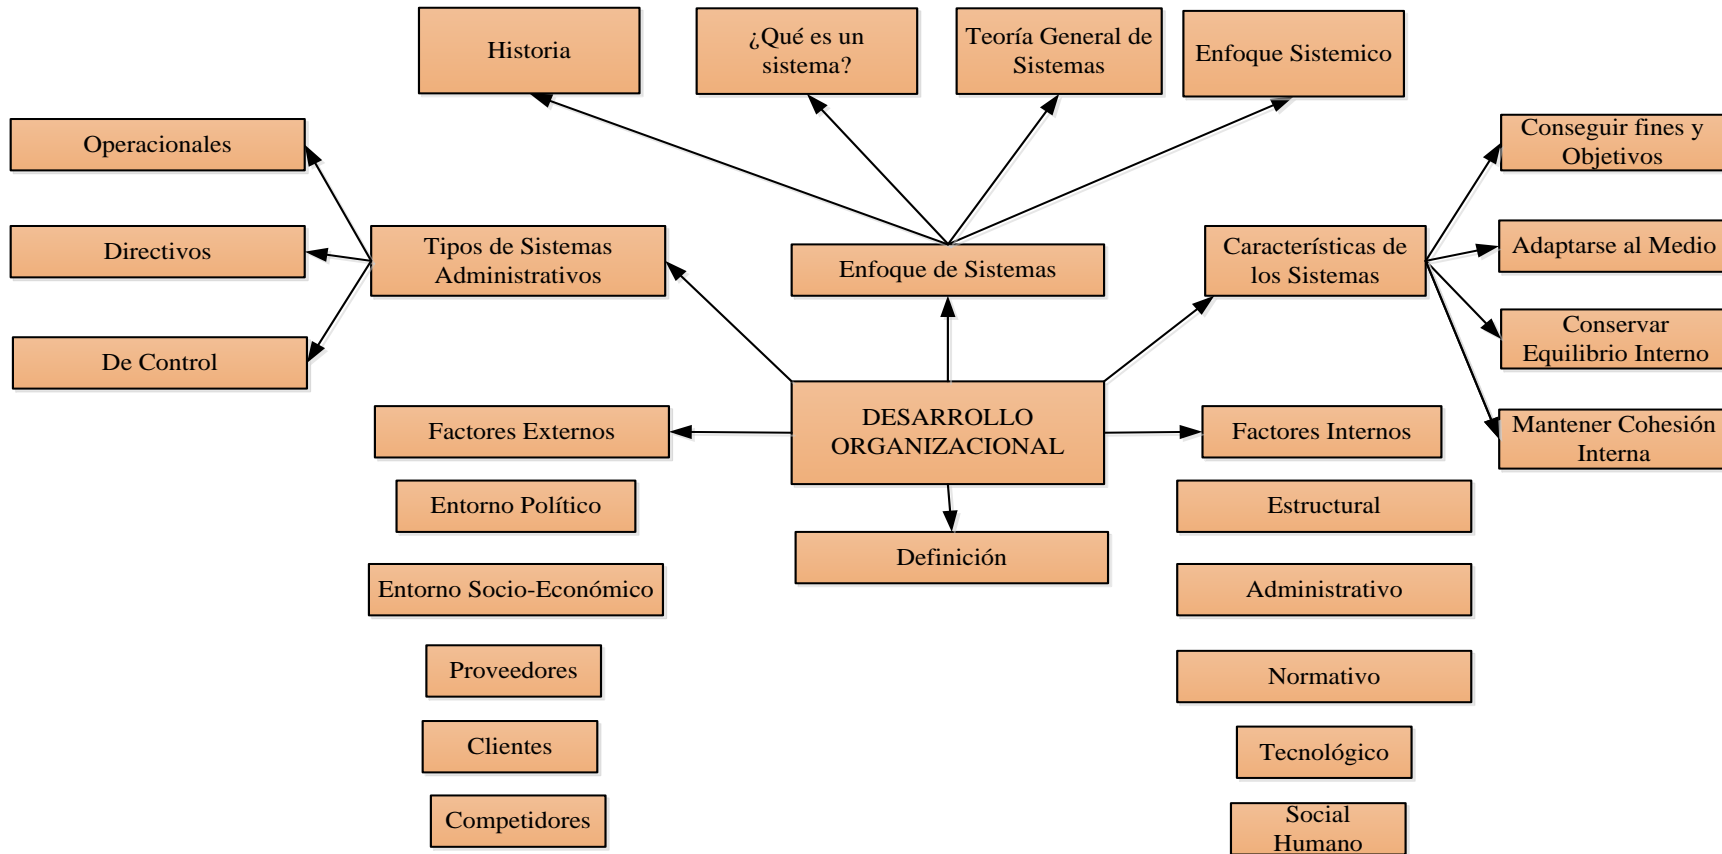 Historia
¿Qué es un
sistema?
Teoría General de
Sistemas
Enfoque Sistemico
Operacionales
Directivos
De Control
Tipos de Sistemas
Administrativos
Enfoque de Sistemas
Característicias de
los Sistemas
Conseguir fines y
Objetivos
Adaptarse al Medio
Conservar
Equilibrio Interno
Mantener Cohesión
Interna
DESARROLLO
ORGANIZACIONAL
Factores Externos
Entorno Político
Entorno Socio-Económico
Proveedores
Clientes
Competidores
Definición
Factores Internos
Estructural
Administrativo
Normativo
Tecnológico
Social
Humano